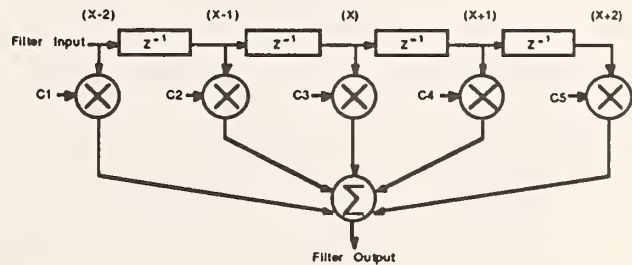 (X-2) (X-1) (X) (X+1) (X+2)
Filter Input z⁻¹ z⁻¹ z⁻¹ z⁻¹
C1 C2 C3 C4 C5
Σ
Filter Output